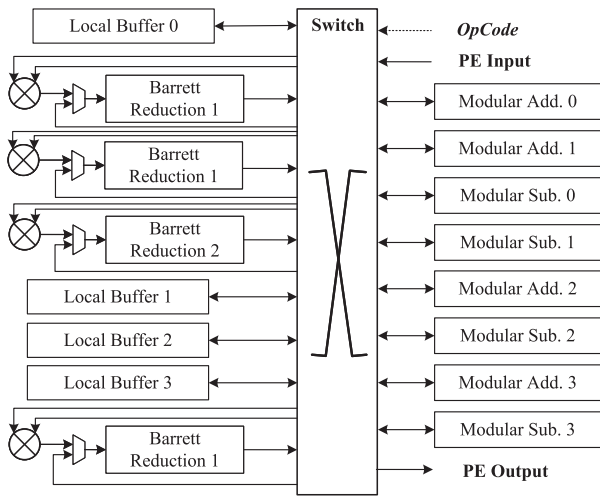 Local Buffer 0
Switch
OpCode
PE Input
Barrett
Reduction 1
Modular Add. 0
Modular Add. 1
Barrett
Reduction 1
Modular Sub. 0
Barrett
Reduction 2
Modular Sub. 1
Local Buffer 1
Modular Add. 2
Local Buffer 2
Modular Sub. 2
Local Buffer 3
Modular Add. 3
Barrett
Reduction 1
Modular Sub. 3
PE Output